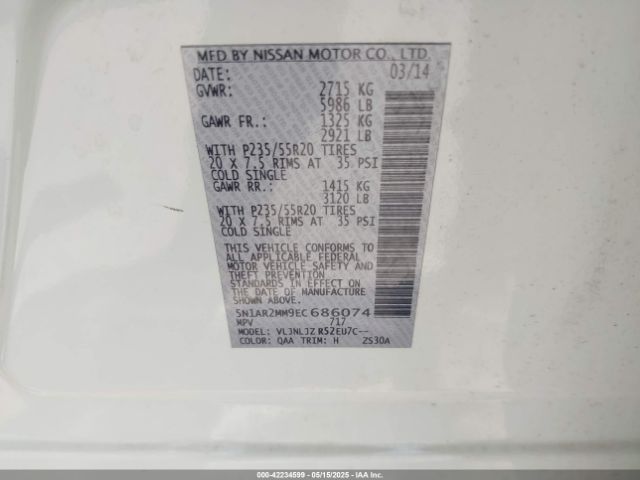 MFD BY NISSAN MOTOR CO., LTD.
DATE: 03/14
GVWR: 2715 KG
5986 LB
GAWR FR.: 1325 KG
2921 LB
WITH P235/55R20 TIRES
20 X 7.5 RIMS AT 35 PSI
COLD SINGLE
GAWR RR.: 1415 KG
3120 LB
WITH P235/55R20 TIRES
20 X 7.5 RIMS AT 35 PSI
COLD SINGLE
THIS VEHICLE CONFORMS TO
ALL APPLICABLE FEDERAL
MOTOR VEHICLE SAFETY AND
THEFT PREVENTION
STANDARDS IN EFFECT ON
THE DATE OF MANUFACTURE
SHOWN ABOVE.
5N1AR2MM9EC686074
MPV 717
MODEL: VLJNLJZ R52EU7C--
COLOR: QAA TRIM: H ZS30A
000-42234599 - 05/15/2025 - IAA Inc.